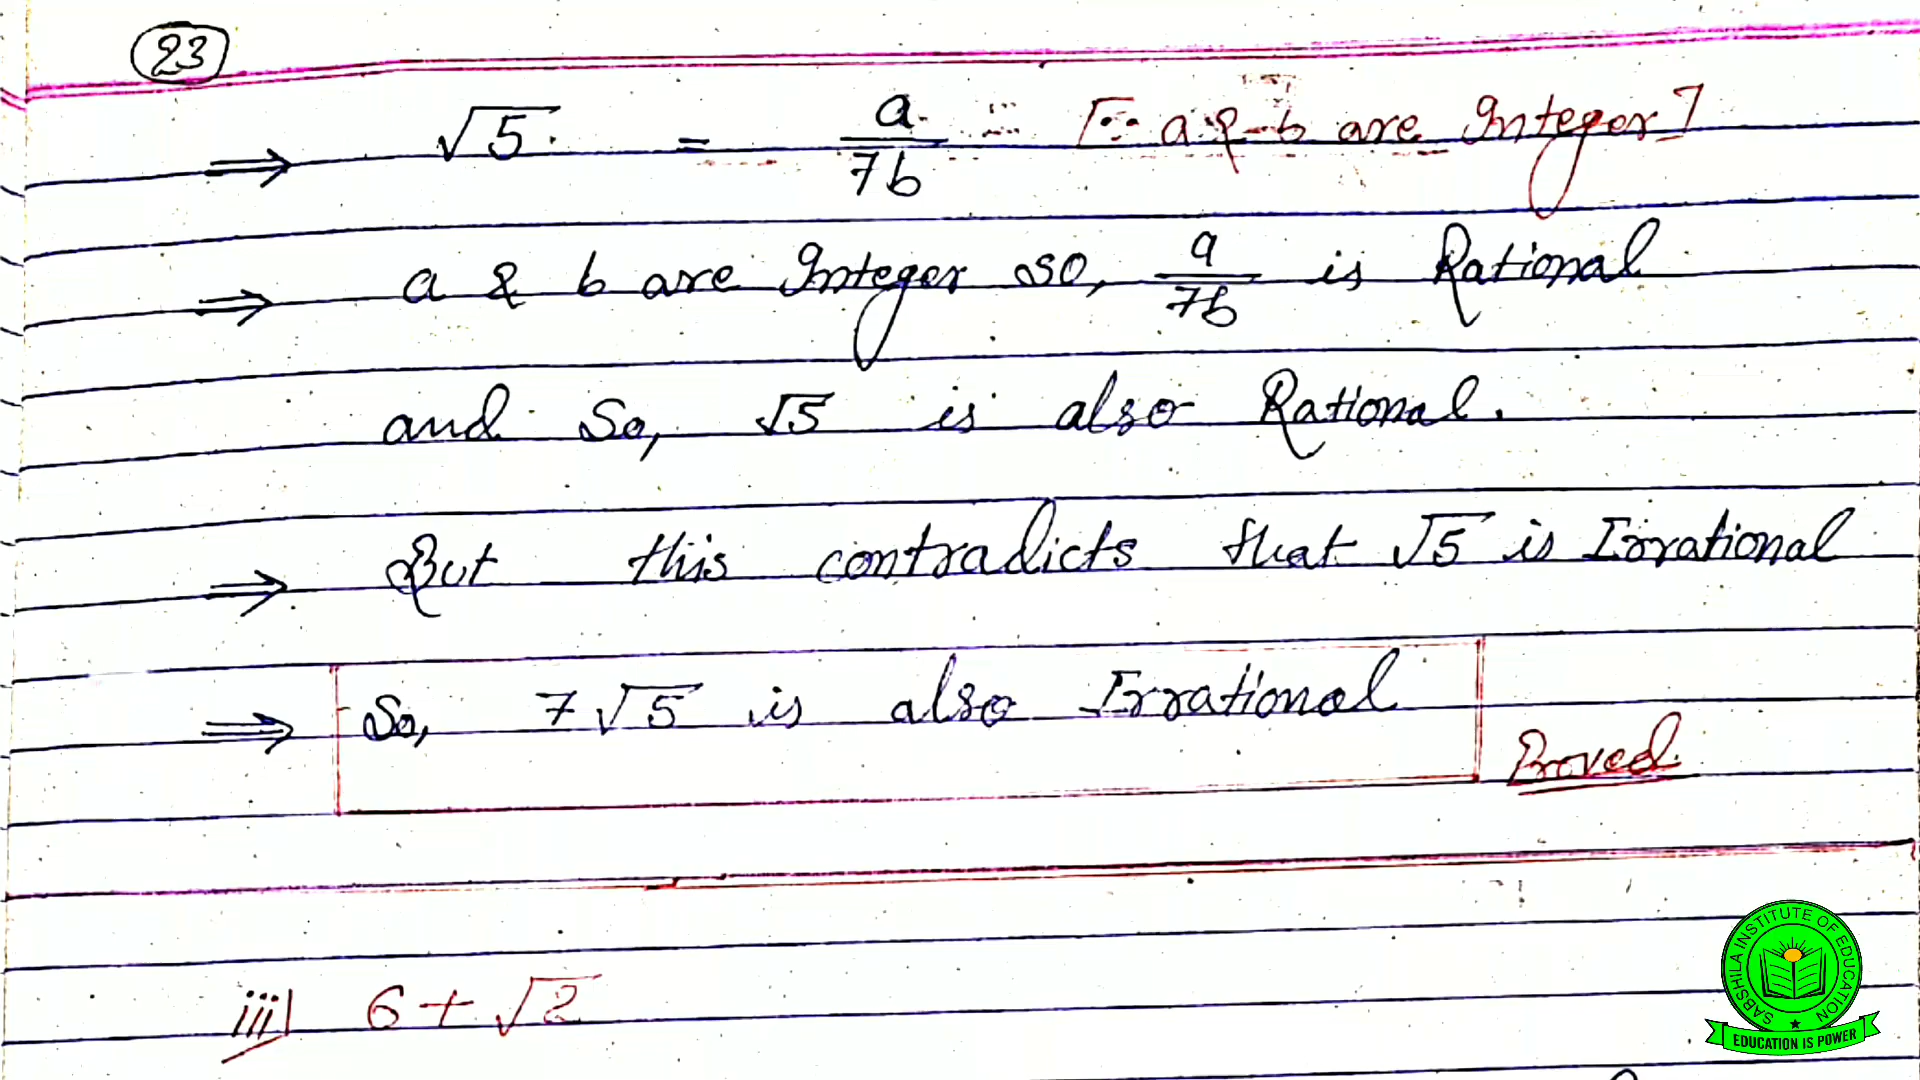 23
⇒ √5 = a/7b [∵ a & b are Integer]
⇒ a & b are Integer so, a/7b is Rational
and So, √5 is also Rational.
⇒ But this contradicts that √5 is Irrational
⇒ So, 7√5 is also Irrational
Proved.
iii) 6+√2
SABSHILA INSTITUTE OF EDUCATION
EDUCATION IS POWER